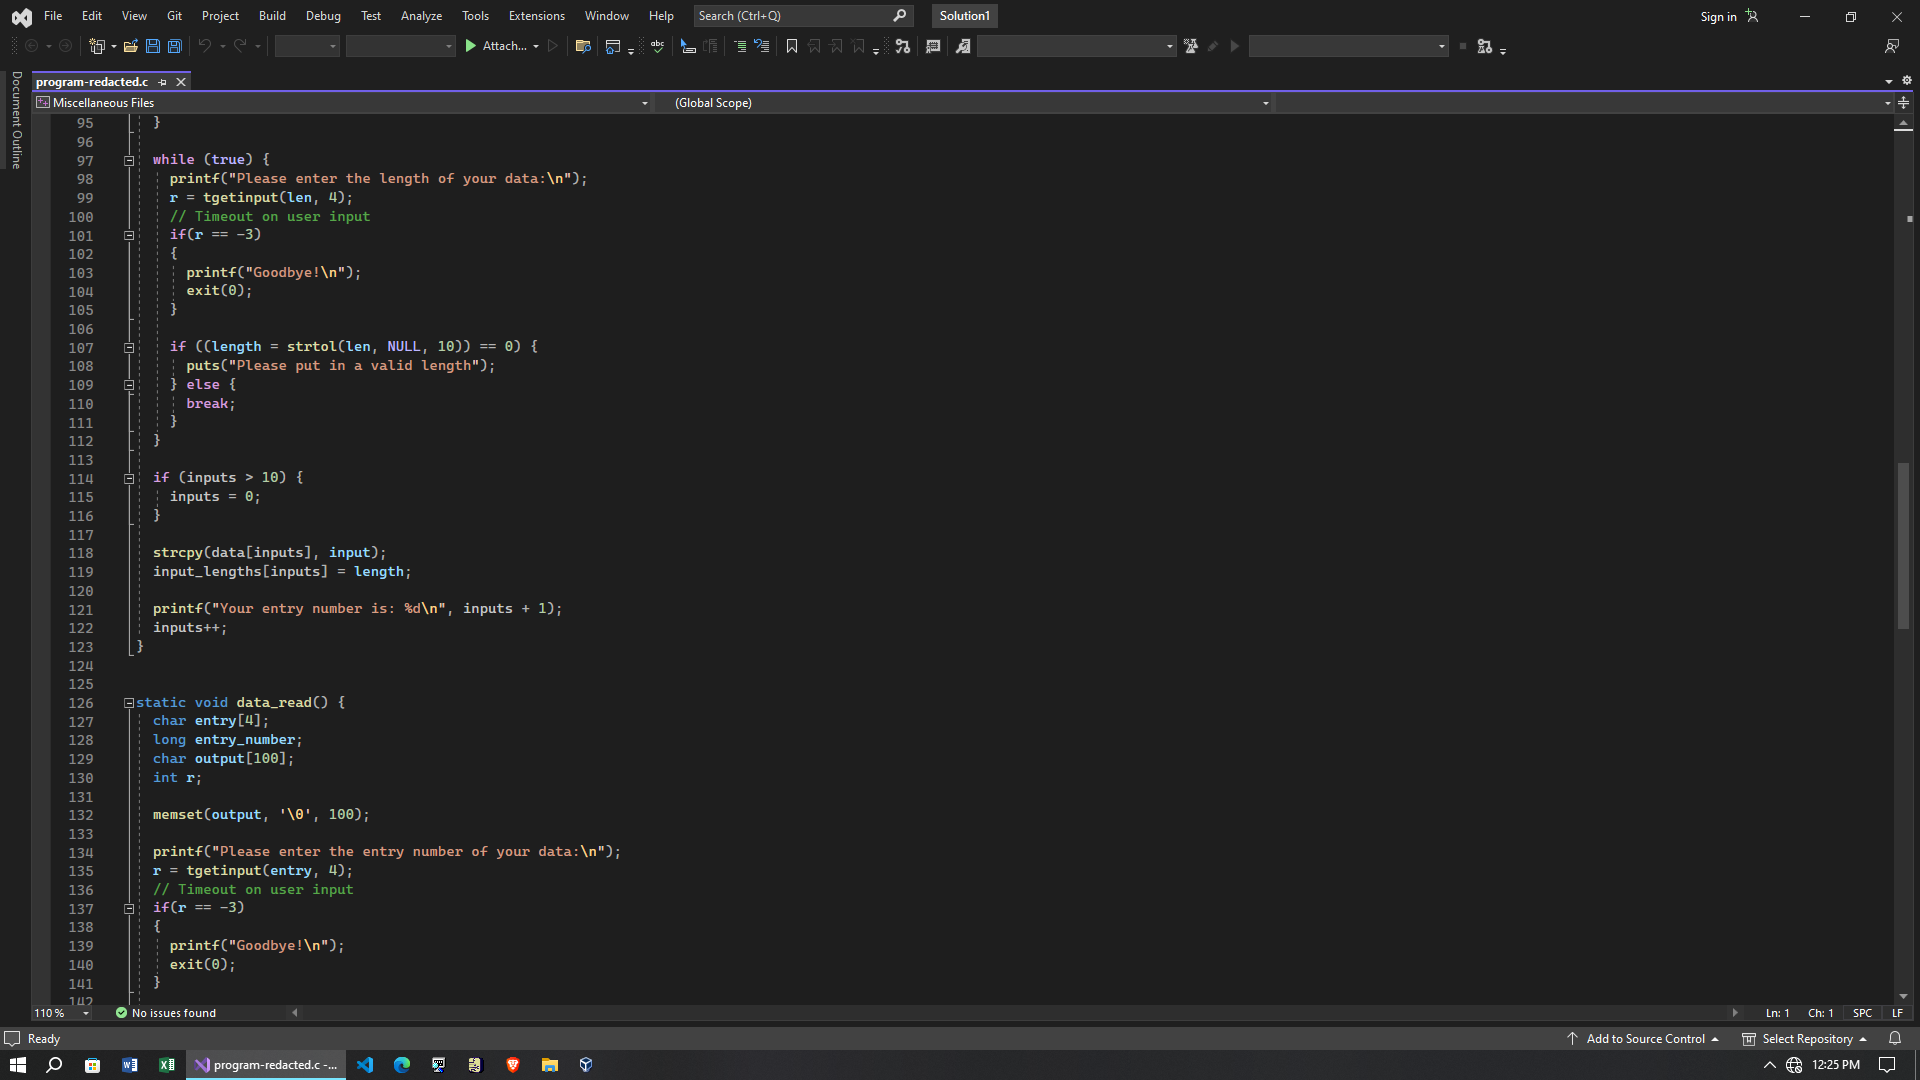 File Edit View Git Project Build Debug Test Analyze Tools Extensions Window Help Search (Ctrl+Q) Solution1 Sign in
Attach...
Document Outline
program-redacted.c
Miscellaneous Files (Global Scope)
95 }
96
97 while (true) {
98 printf("Please enter the length of your data:\n");
99 r = tgetinput(len, 4);
100 // Timeout on user input
101 if(r == -3)
102 {
103 printf("Goodbye!\n");
104 exit(0);
105 }
106
107 if ((length = strtol(len, NULL, 10)) == 0) {
108 puts("Please put in a valid length");
109 } else {
110 break;
111 }
112 }
113
114 if (inputs > 10) {
115 inputs = 0;
116 }
117
118 strcpy(data[inputs], input);
119 input_lengths[inputs] = length;
120
121 printf("Your entry number is: %d\n", inputs + 1);
122 inputs++;
123 }
124
125
126 static void data_read() {
127 char entry[4];
128 long entry_number;
129 char output[100];
130 int r;
131
132 memset(output, '\0', 100);
133
134 printf("Please enter the entry number of your data:\n");
135 r = tgetinput(entry, 4);
136 // Timeout on user input
137 if(r == -3)
138 {
139 printf("Goodbye!\n");
140 exit(0);
141 }
142
110 % No issues found Ln: 1 Ch: 1 SPC LF
Ready Add to Source Control Select Repository
program-redacted.c -... 12:25 PM